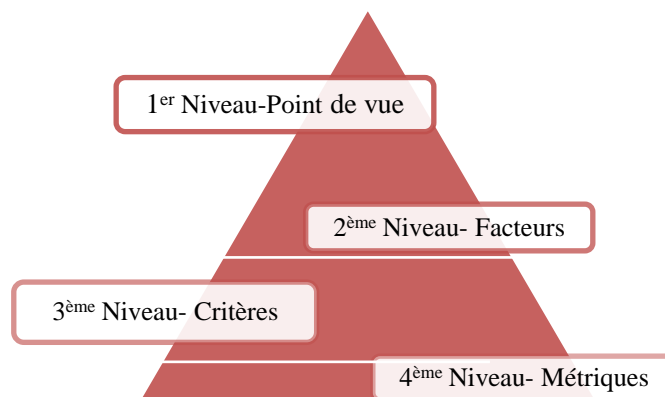 1er Niveau-Point de vue
2ème Niveau- Facteurs
3ème Niveau- Critères
4ème Niveau- Métriques